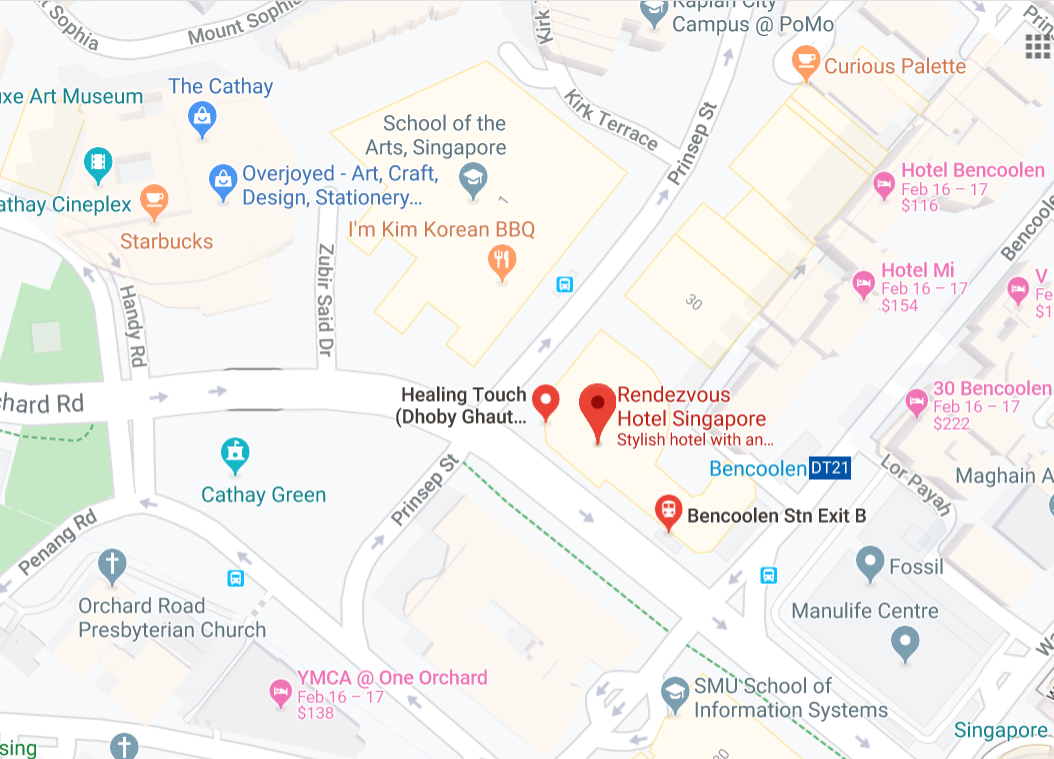 Sophia
Mount Sophia
Kirk
Kaplan City
Campus @ PoMo
Curious Palette
Art Museum
The Cathay
School of the
Arts, Singapore
Kirk Terrace
Prinsep St
Overjoyed - Art, Craft,
Design, Stationery...
Cineplex
Starbucks
I'm Kim Korean BBQ
Hotel Bencoolen
Feb 16 – 17
$116
Zubir Said Dr
Handy Rd
30
Hotel Mi
Feb 16 – 17
$154
V
Rd
Healing Touch
(Dhoby Ghaut...
Rendezvous
Hotel Singapore
Stylish hotel with an...
30 Bencoolen
Feb 16 – 17
$222
Bencoolen DT21
Lor Payah
Maghain
Cathay Green
Prinsep St
Bencoolen Stn Exit B
Penang Rd
Orchard Road
Presbyterian Church
Fossil
Manulife Centre
YMCA @ One Orchard
Feb 16 – 17
$138
SMU School of
Information Systems
Singapore